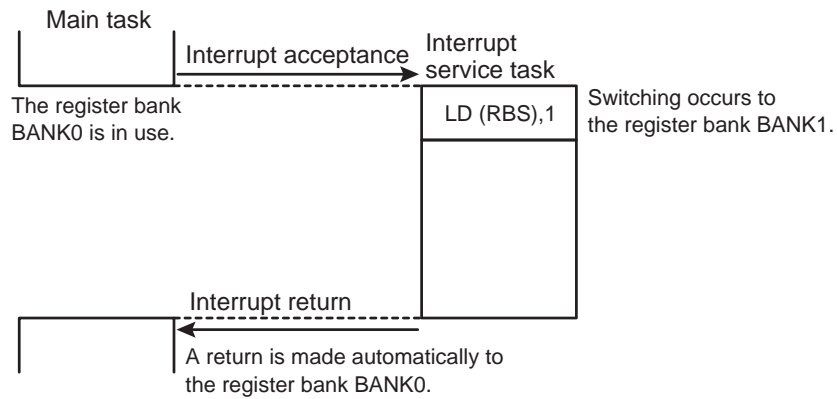 Main task
Interrupt acceptance
Interrupt
service task
The register bank
BANK0 is in use.
LD (RBS),1
Switching occurs to
the register bank BANK1.
Interrupt return
A return is made automatically to
the register bank BANK0.